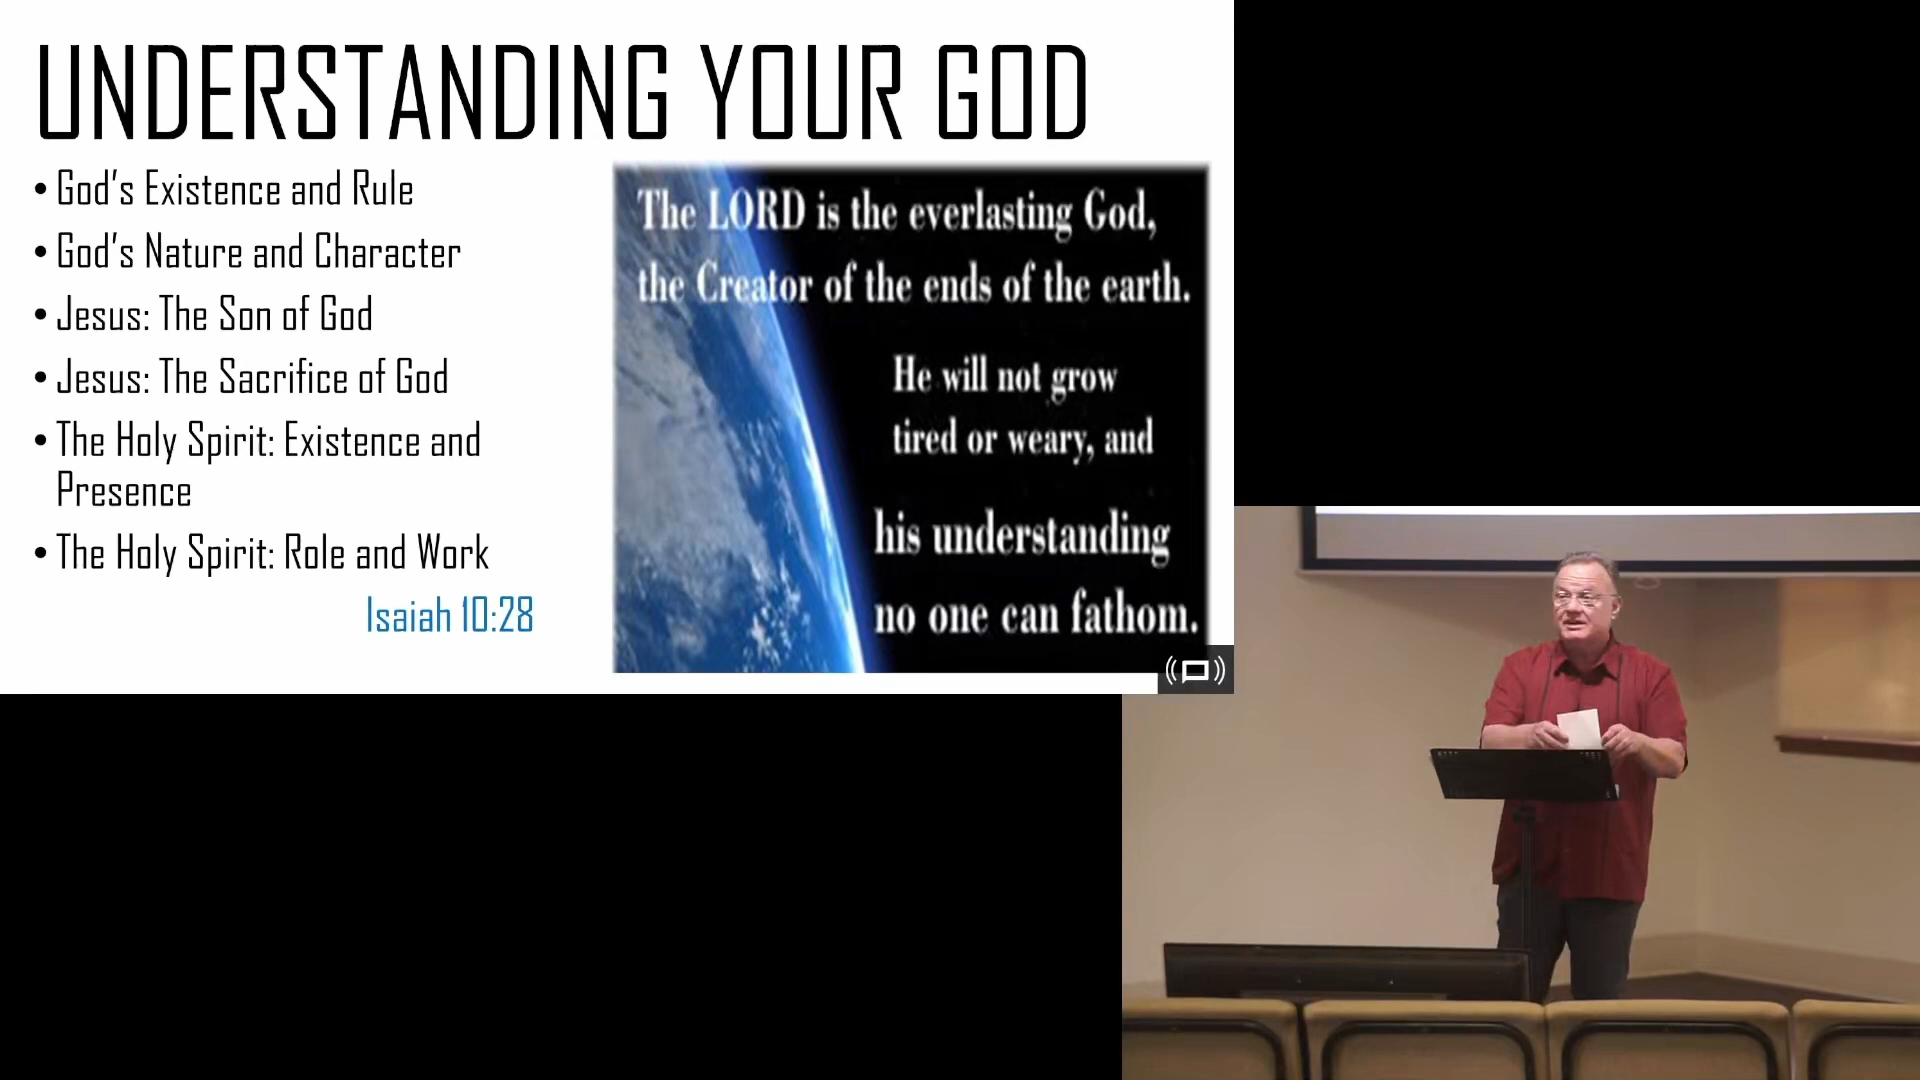 UNDERSTANDING YOUR GOD
• God's Existence and Rule
• God's Nature and Character
• Jesus: The Son of God
• Jesus: The Sacrifice of God
• The Holy Spirit: Existence and
Presence
• The Holy Spirit: Role and Work
Isaiah 10:28
The LORD is the everlasting God,
the Creator of the ends of the earth.
He will not grow
tired or weary, and
his understanding
no one can fathom.